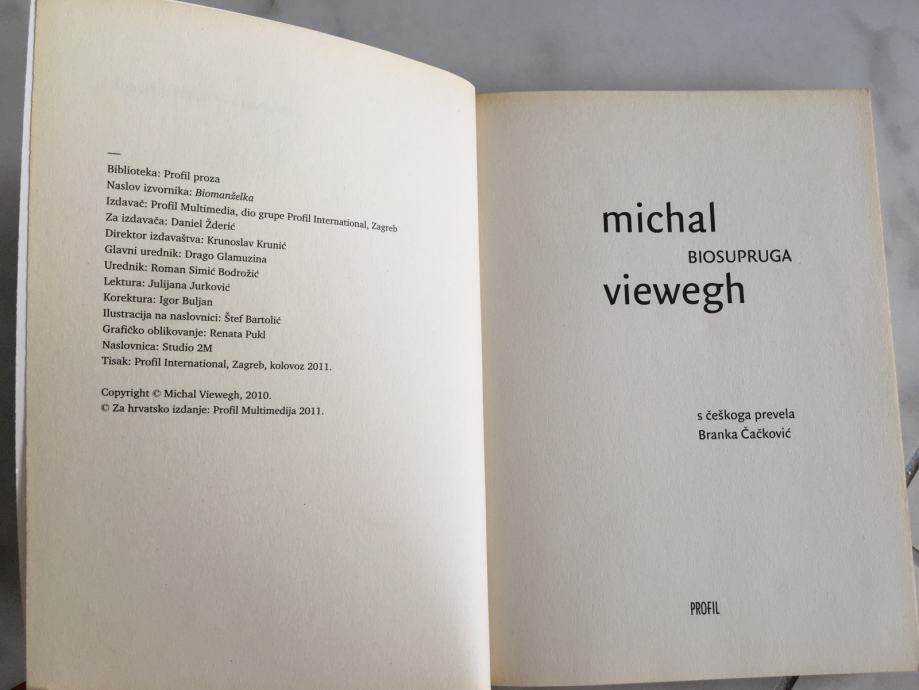 —
Biblioteka: Profil proza
Naslov izvornika: Biomanželka
Izdavač: Profil Multimedia, dio grupe Profil International, Zagreb
Za izdavača: Daniel Žderić
Direktor izdavaštva: Krunoslav Krunić
Glavni urednik: Drago Glamuzina
Urednik: Roman Simić Bodrožić
Lektura: Julijana Jurković
Korektura: Igor Buljan
Ilustracija na naslovnici: Štef Bartolić
Grafičko oblikovanje: Renata Pukl
Naslovnica: Studio 2M
Tisak: Profil International, Zagreb, kolovoz 2011.
Copyright © Michal Viewegh, 2010.
© Za hrvatsko izdanje: Profil Multimedija 2011.
michal
BIOSUPRUGA
viewegh
s češkoga prevela
Branka Čačković
PROFIL